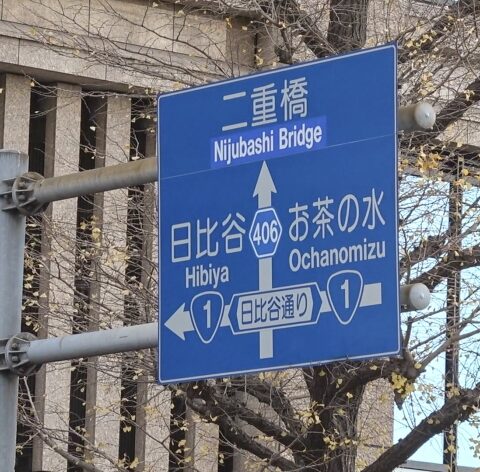 二重橋
Nijubashi Bridge
日比谷
Hibiya
406
お茶の水
Ochanomizu
1
日比谷通り
1